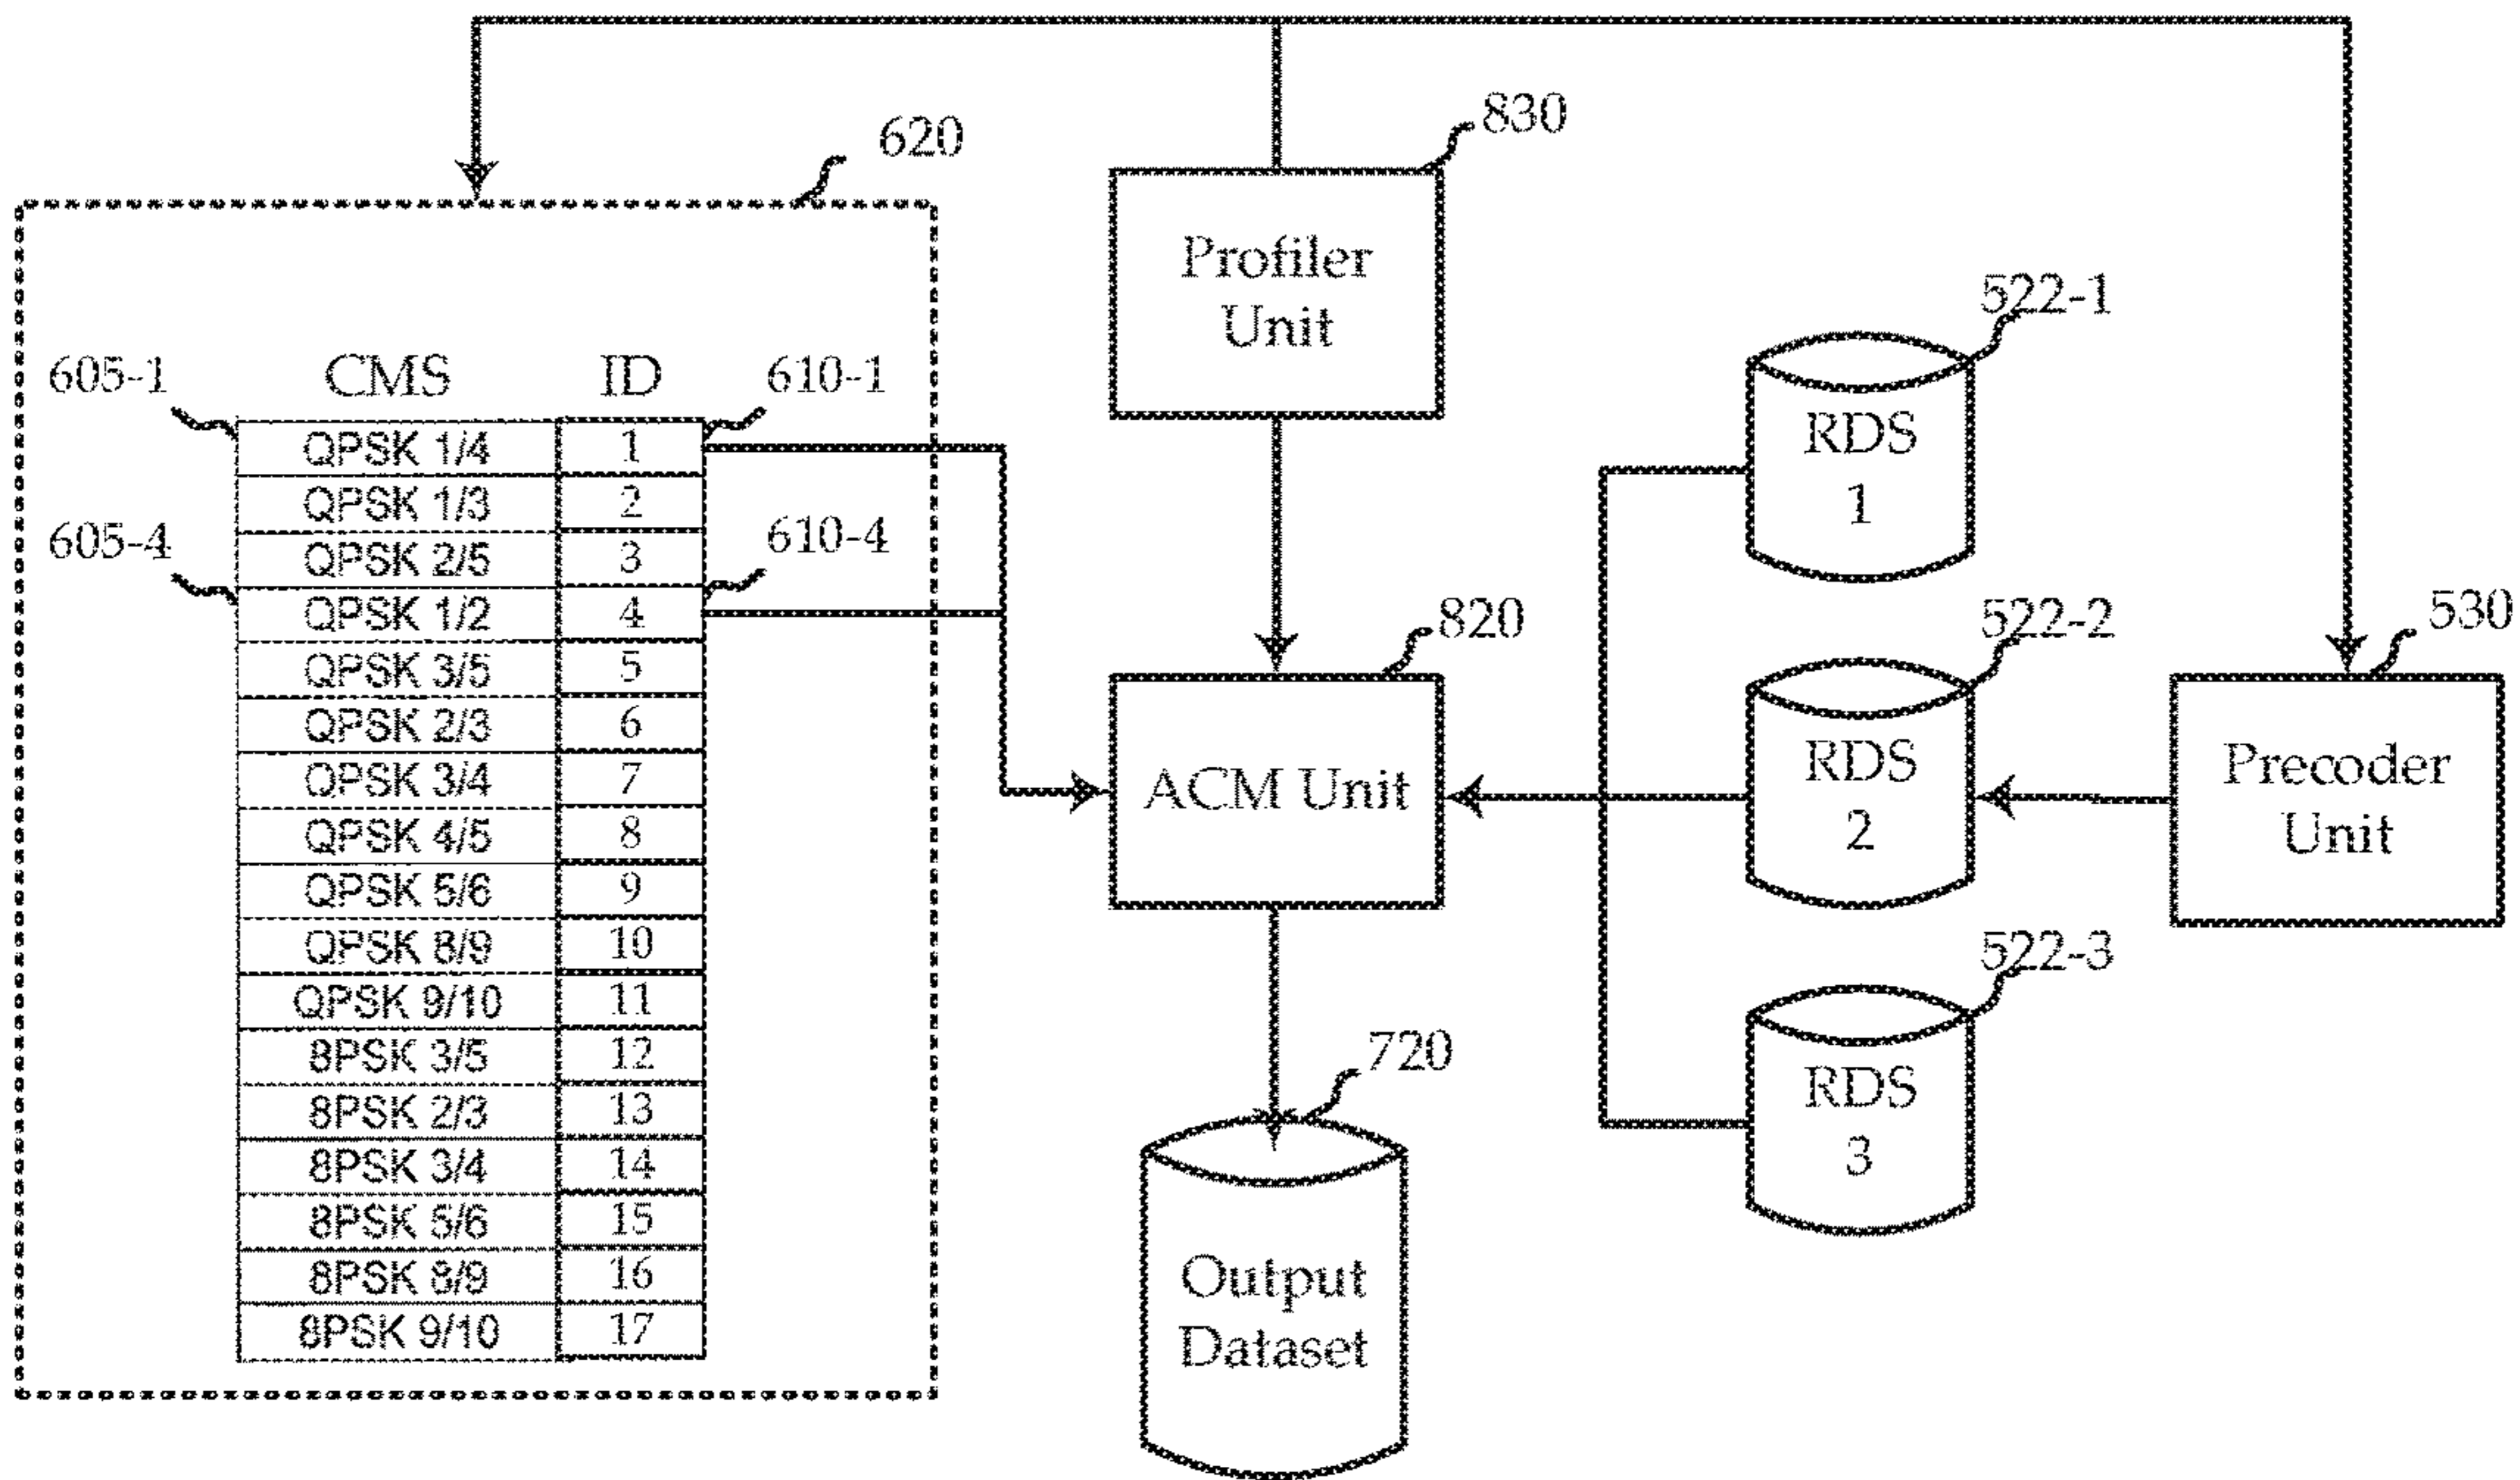 830
620
Profiler
Unit
522-1
605-1 CMS ID 610-1
RDS
1
QPSK 1/4 1
QPSK 1/3 2
605-4 610-4
QPSK 2/5 3
QPSK 1/2 4
820
522-2
530
QPSK 3/5 5
QPSK 2/3 6
QPSK 3/4 7
QPSK 4/5 8
ACM Unit
RDS
2
Precoder
Unit
QPSK 5/6 9
QPSK 8/9 10
522-3
QPSK 9/10 11
8PSK 3/5 12
720
RDS
3
8PSK 2/3 13
8PSK 3/4 14
8PSK 5/6 15
8PSK 8/9 16
8PSK 9/10 17
Output
Dataset